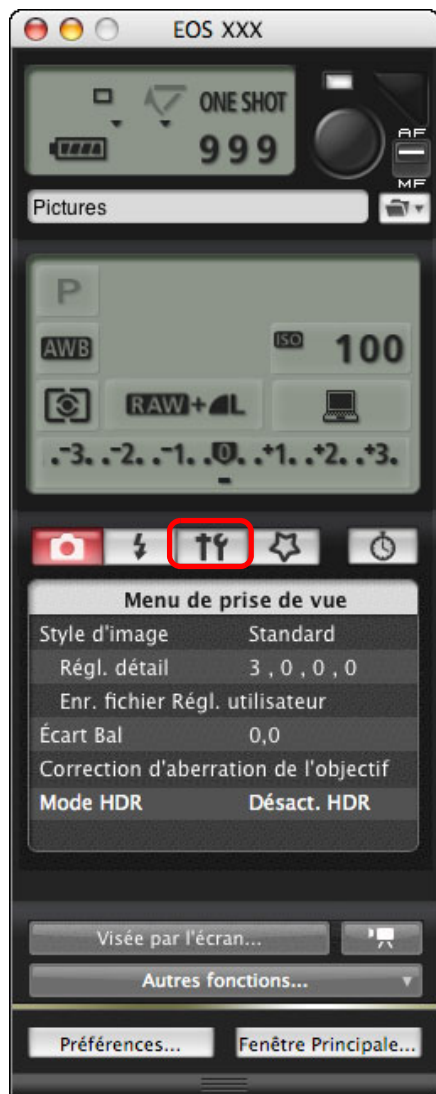 EOS XXX
ONE SHOT
999
AF
MF
Pictures
P
AWB
ISO 100
RAW+L
.-3. .-2. .-1. .0. .+1. .+2. .+3.
Menu de prise de vue
Style d'image Standard
Régl. détail 3 , 0 , 0 , 0
Enr. fichier Régl. utilisateur
Écart Bal 0,0
Correction d'aberration de l'objectif
Mode HDR Désact. HDR
Visée par l'écran...
Autres fonctions...
Préférences... Fenêtre Principale...